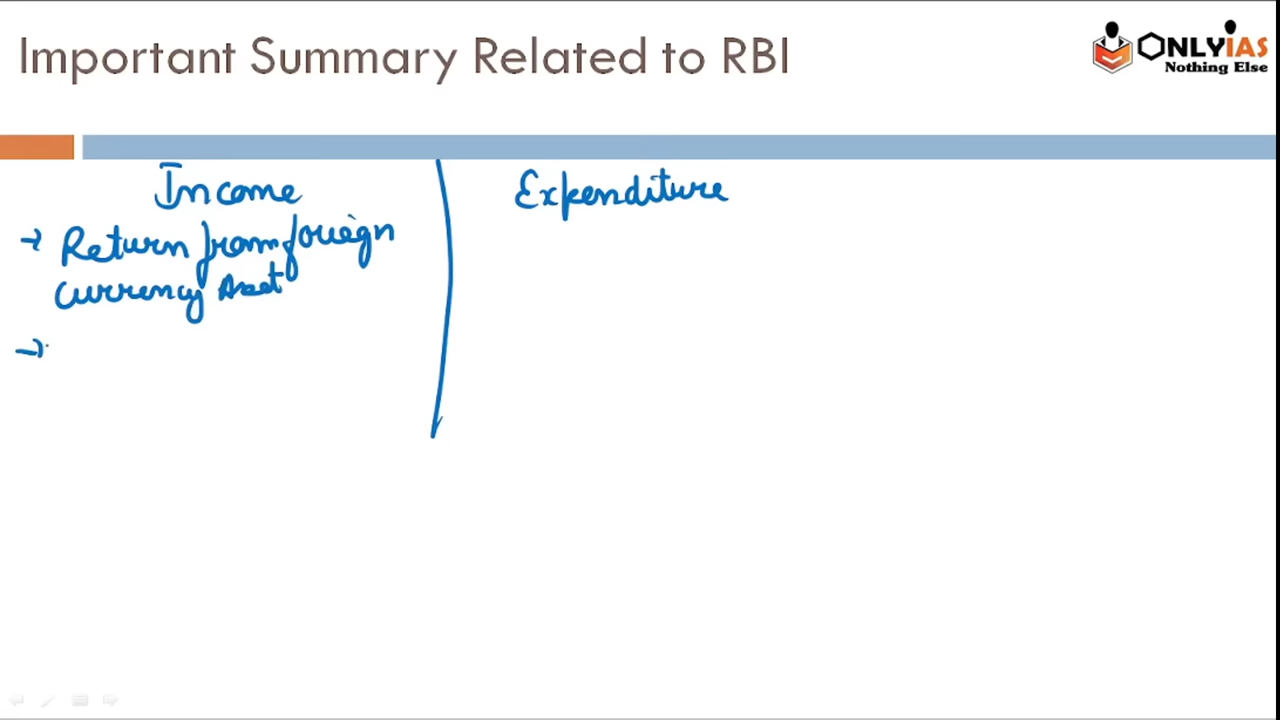 Important Summary Related to RBI
ONLYIAS
Nothing Else
Income
Expenditure
→ Return from foreign
currency Asset
→